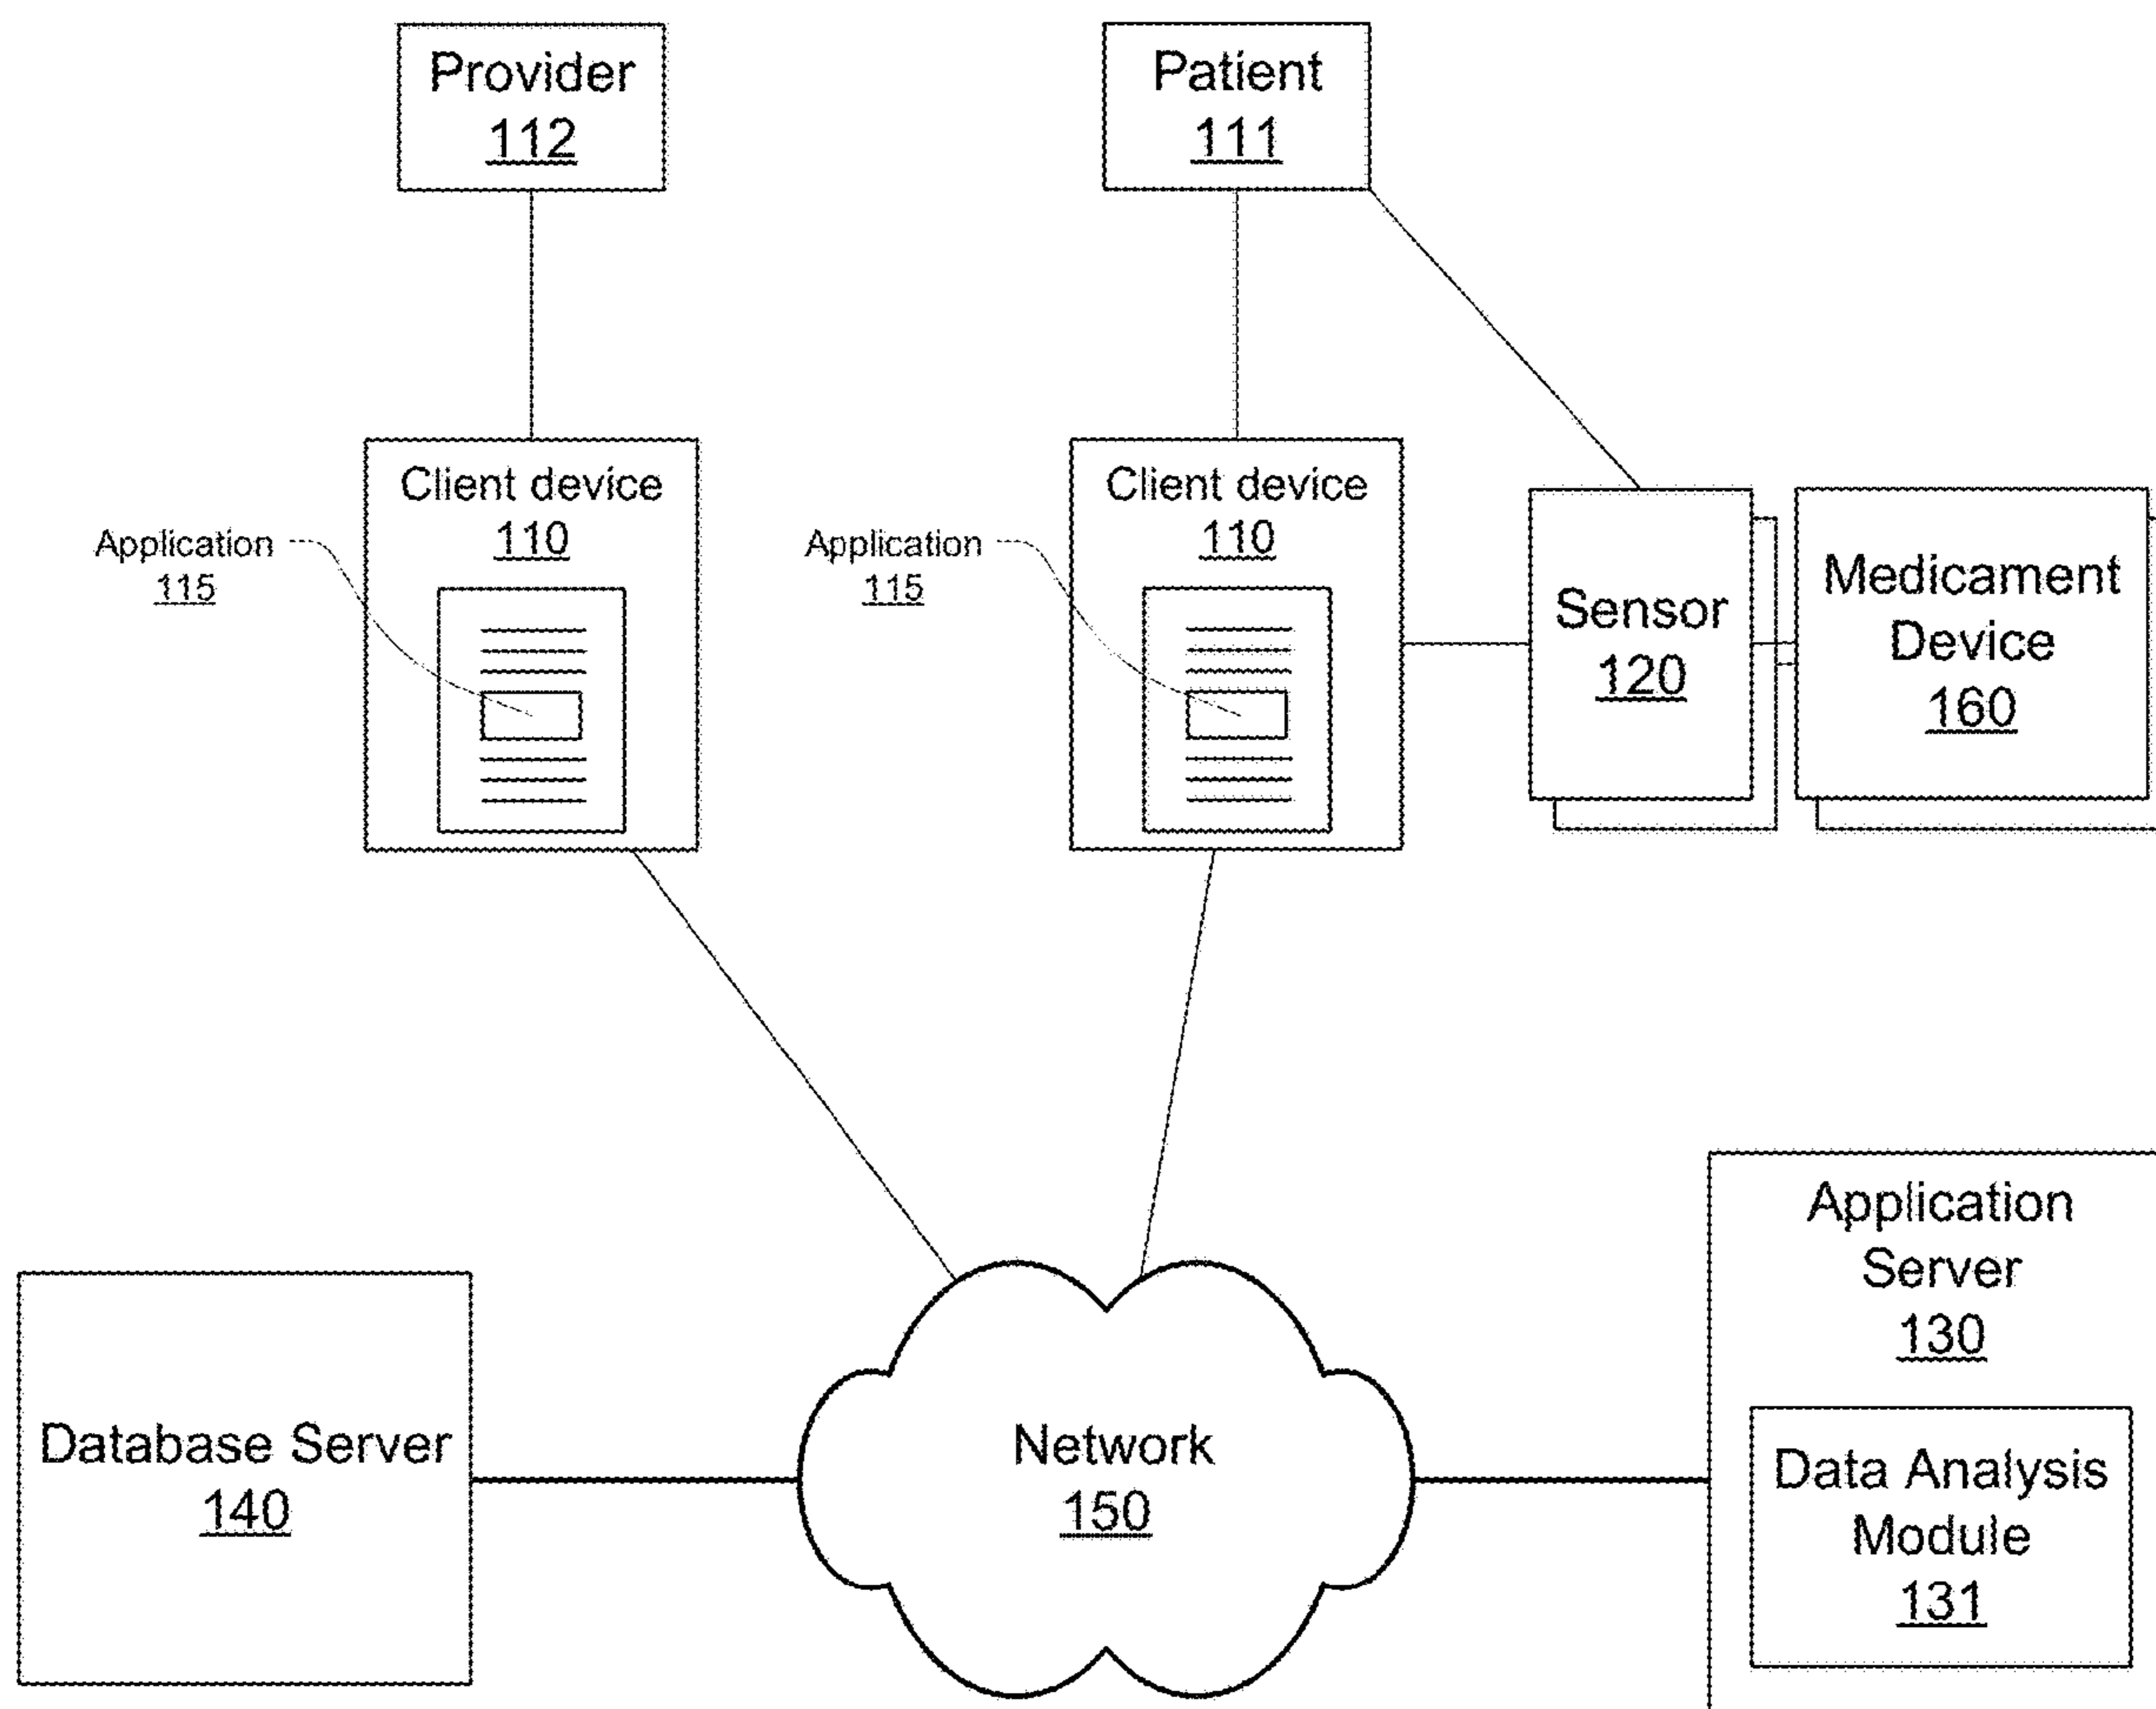 Provider
112
Patient
111
Client device
110
Application
115
Client device
110
Application
115
Sensor
120
Medicament
Device
160
Database Server
140
Network
150
Application
Server
130
Data Analysis
Module
131